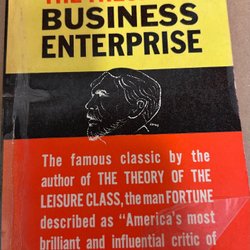 THE
BUSINESS
ENTERPRISE
The famous classic by the
author of THE THEORY OF THE
LEISURE CLASS, the man FORTUNE
described as "America's most
brilliant and influential critic of